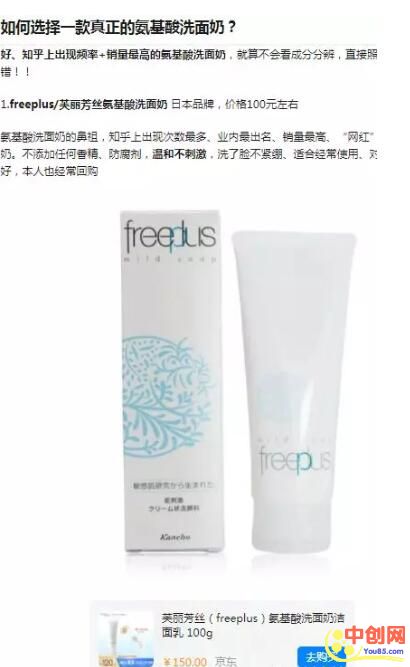 如何选择一款真正的氨基酸洗面奶？
好、知乎上出现频率+销量最高的氨基酸洗面奶，就算不会看成分分辨，直接照
错！！
1.freeplus/芙丽芳丝氨基酸洗面奶 日本品牌，价格100元左右
氨基酸洗面奶的鼻祖，知乎上出现次数最多、业内最出名、销量最高、“网红”
奶。不添加任何香精、防腐剂，温和不刺激，洗了脸不紧绷、适合经常使用、对
好，本人也经常回购
freeplus
mild soap
敏感肌研究から生まれた
低刺激
クリーム状洗顔料
Kanebo
mild soap
freeplus
芙丽芳丝（freeplus）氨基酸洗面奶洁
面乳 100g
¥150.00 京东
去购买
中创网
You85.com